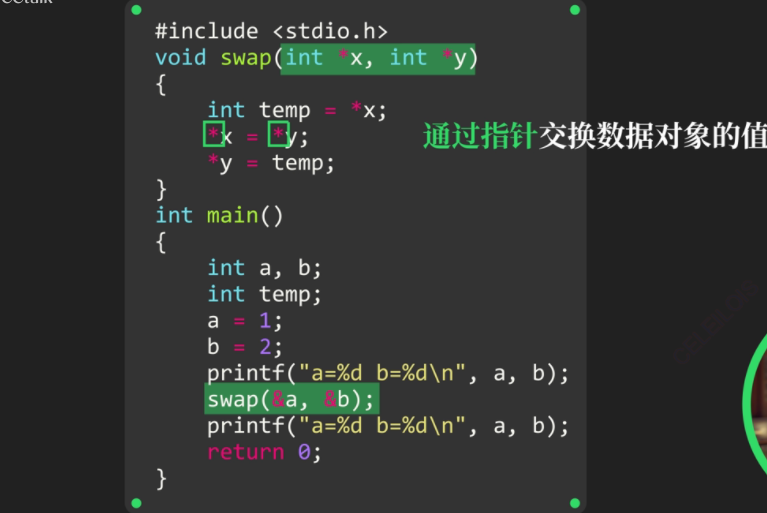 #include <stdio.h>
void swap(int *x, int *y)
{
    int temp = *x;
    *x = *y;
    *y = temp;
}
通过指针交换数据对象的值
int main()
{
    int a, b;
    int temp;
    a = 1;
    b = 2;
    printf("a=%d b=%d\n", a, b);
    swap(&a, &b);
    printf("a=%d b=%d\n", a, b);
    return 0;
}